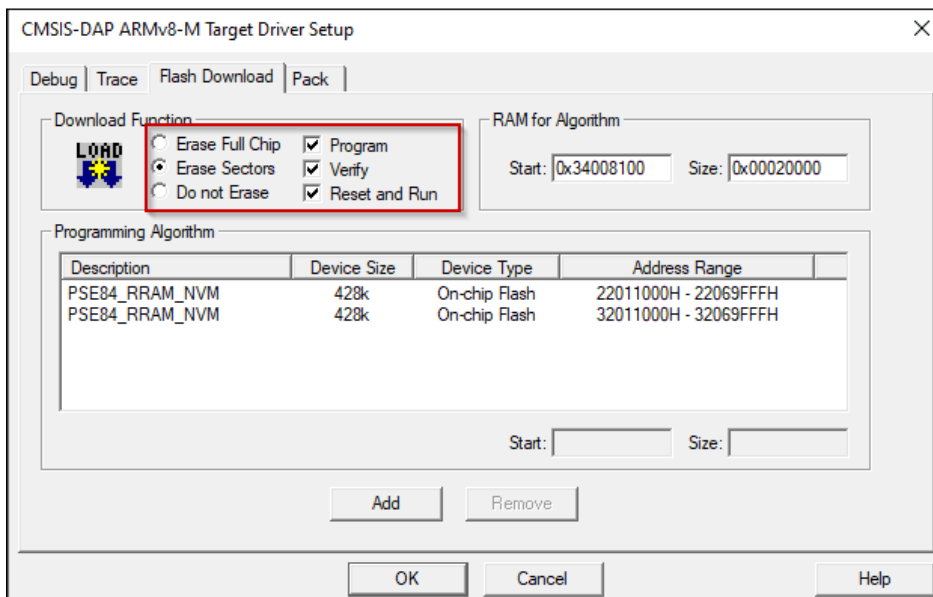 CMSIS-DAP ARMv8-M Target Driver Setup
Debug Trace Flash Download Pack
Download Function
LOAD
Erase Full Chip Program
Erase Sectors Verify
Do not Erase Reset and Run
RAM for Algorithm
Start: 0x34008100 Size: 0x00020000
Programming Algorithm
Description Device Size Device Type Address Range
PSE84_RRAM_NVM 428k On-chip Flash 22011000H - 22069FFFH
PSE84_RRAM_NVM 428k On-chip Flash 32011000H - 32069FFFH
Start: Size:
Add Remove
OK Cancel Help